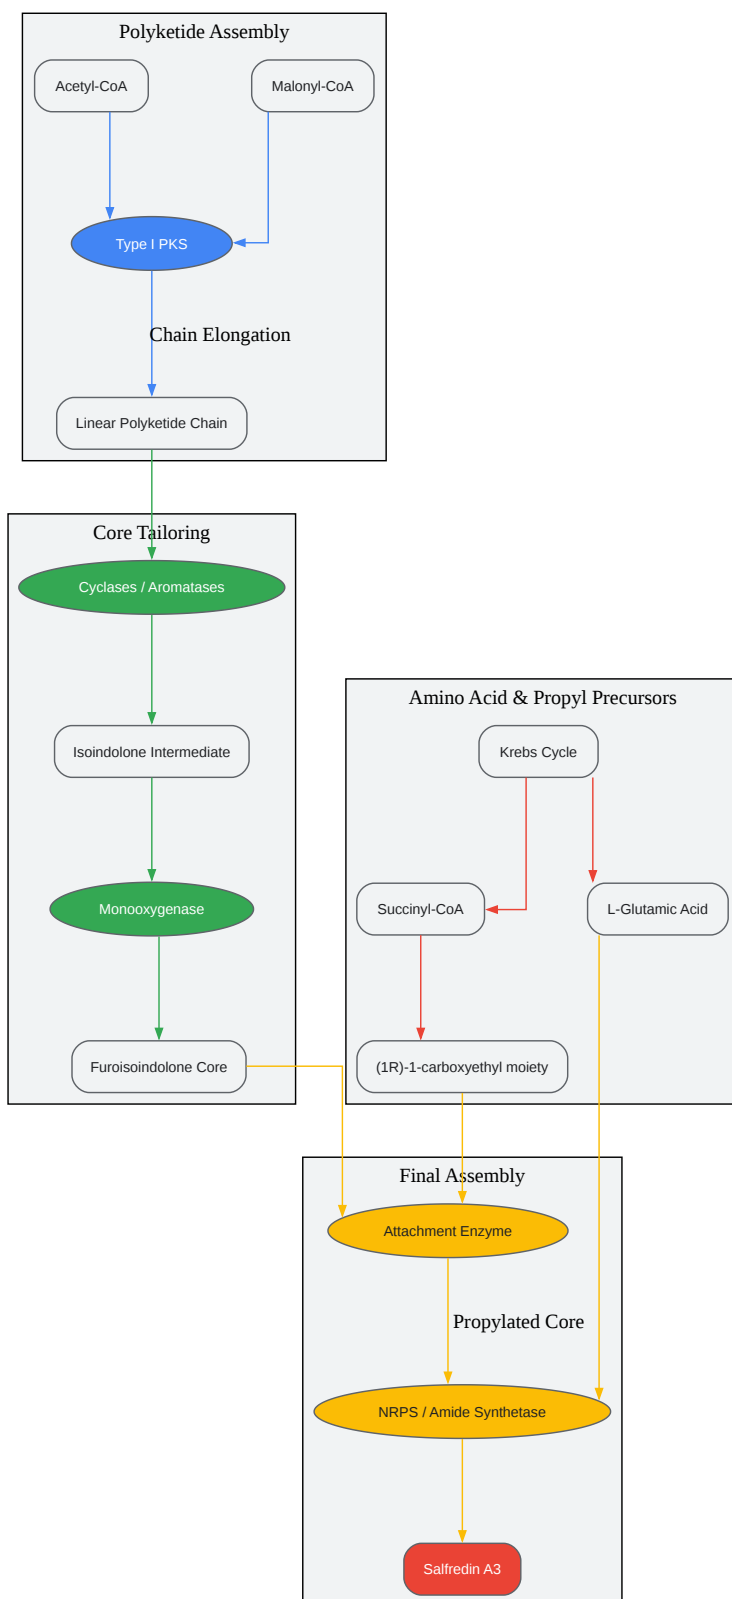 Polyketide Assembly
Acetyl-CoA
Malonyl-CoA
Type I PKS
Chain Elongation
Linear Polyketide Chain
Core Tailoring
Cyclases / Aromatases
Isoindolone Intermediate
Monooxygenase
Furoisoindolone Core
Amino Acid & Propyl Precursors
Krebs Cycle
Succinyl-CoA
L-Glutamic Acid
(1R)-1-carboxyethyl moiety
Final Assembly
Attachment Enzyme
Propylated Core
NRPS / Amide Synthetase
Salfredin A3